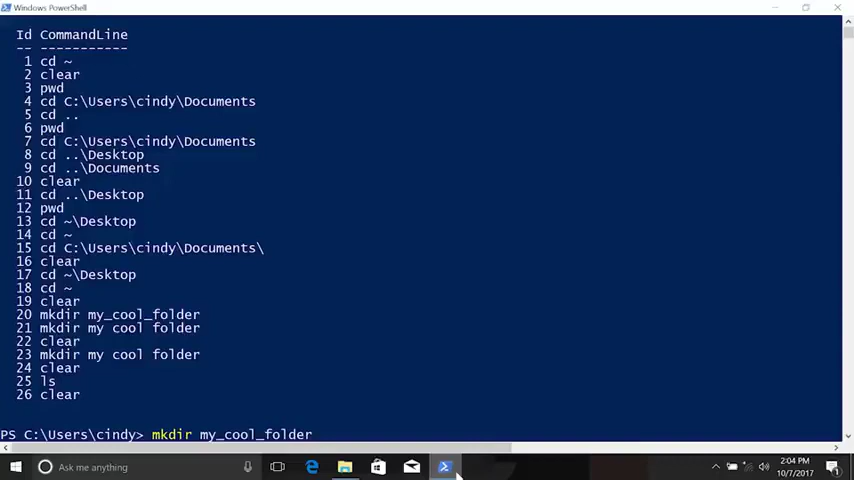 Windows PowerShell
Id CommandLine
-- -----------
1 cd ~
2 clear
3 pwd
4 cd C:\Users\cindy\Documents
5 cd ..
6 pwd
7 cd C:\Users\cindy\Documents
8 cd ..\Desktop
9 cd ..\Documents
10 clear
11 cd ..\Desktop
12 pwd
13 cd ~\Desktop
14 cd ~
15 cd C:\Users\cindy\Documents\
16 clear
17 cd ~\Desktop
18 cd ~
19 clear
20 mkdir my_cool_folder
21 mkdir my cool folder
22 clear
23 mkdir my cool folder
24 clear
25 ls
26 clear
PS C:\Users\cindy> mkdir my_cool_folder
Ask me anything
2:04 PM
10/7/2017
1